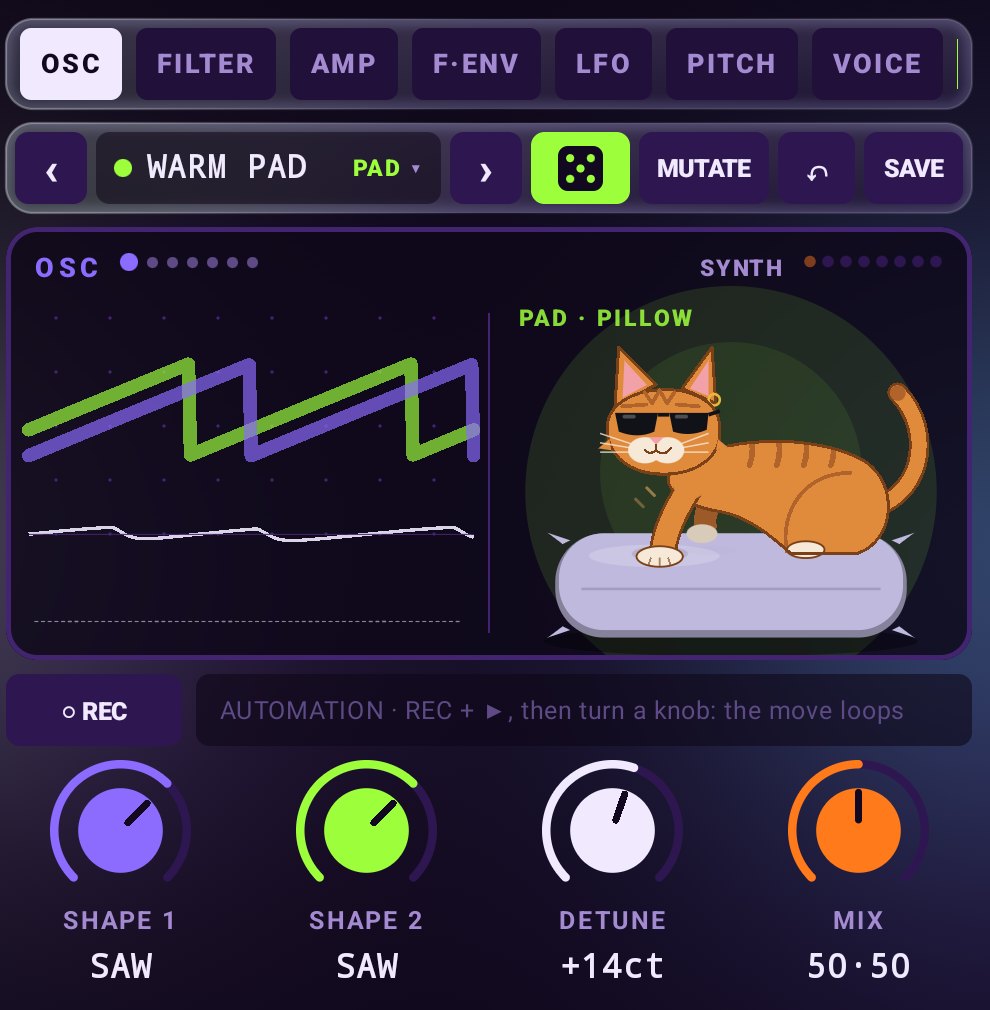 OSC FILTER AMP F·ENV LFO PITCH VOICE
‹ WARM PAD PAD ▾ › MUTATE ↶ SAVE
OSC SYNTH
PAD · PILLOW
REC AUTOMATION · REC + ►, then turn a knob: the move loops
SHAPE 1 SHAPE 2 DETUNE MIX
SAW SAW +14ct 50·50